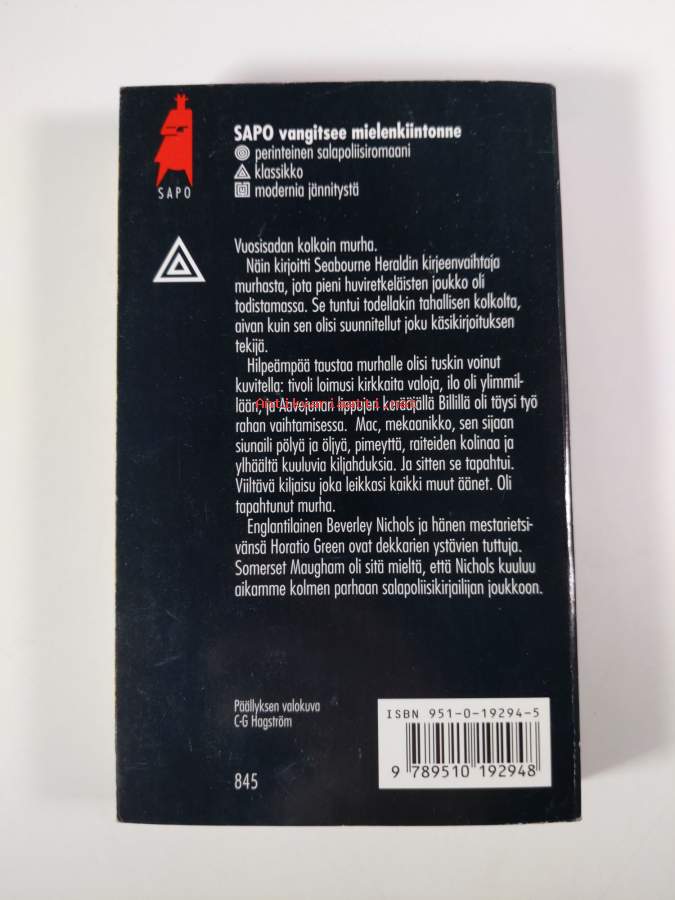 SAPO
SAPO vangitsee mielenkiintonne
perinteinen salapoliisiromaani
klassikko
modernia jännitystä
Vuosisadan kolkoin murha.
Näin kirjoitti Seabourne Heraldin kirjeenvaihtaja
murhasta, jota pieni huviretkeläisten joukko oli
todistamassa. Se tuntui todellakin tahallisen kolkolta,
aivan kuin sen olisi suunnitellut joku käsikirjoituksen
tekijä.
Hilpeämpää taustaa murhalle olisi tuskin voinut
kuvitella: tivoli loimusi kirkkaita valoja, ilo oli ylimmil-
lään, ja Aavejunan lippujen kerääjällä Billillä oli täysi työ
rahan vaihtamisessa. Mac, mekaanikko, sen sijaan
siunaili pölyä ja öljyä, pimeyttä, raiteiden kolinaa ja
ylhäältä kuuluvia kiljahduksia. Ja sitten se tapahtui.
Viiltävä kiljaisu joka leikkasi kaikki muut äänet. Oli
tapahtunut murha.
Englantilainen Beverley Nichols ja hänen mestarietsi-
vänsä Horatio Green ovat dekkarien ystävien tuttuja.
Somerset Maugham oli sitä mieltä, että Nichols kuuluu
aikamme kolmen parhaan salapoliisikirjailijan joukkoon.
Päällyksen valokuva
C-G Hagström
845
ISBN 951-0-19294-5
9 789510 192948